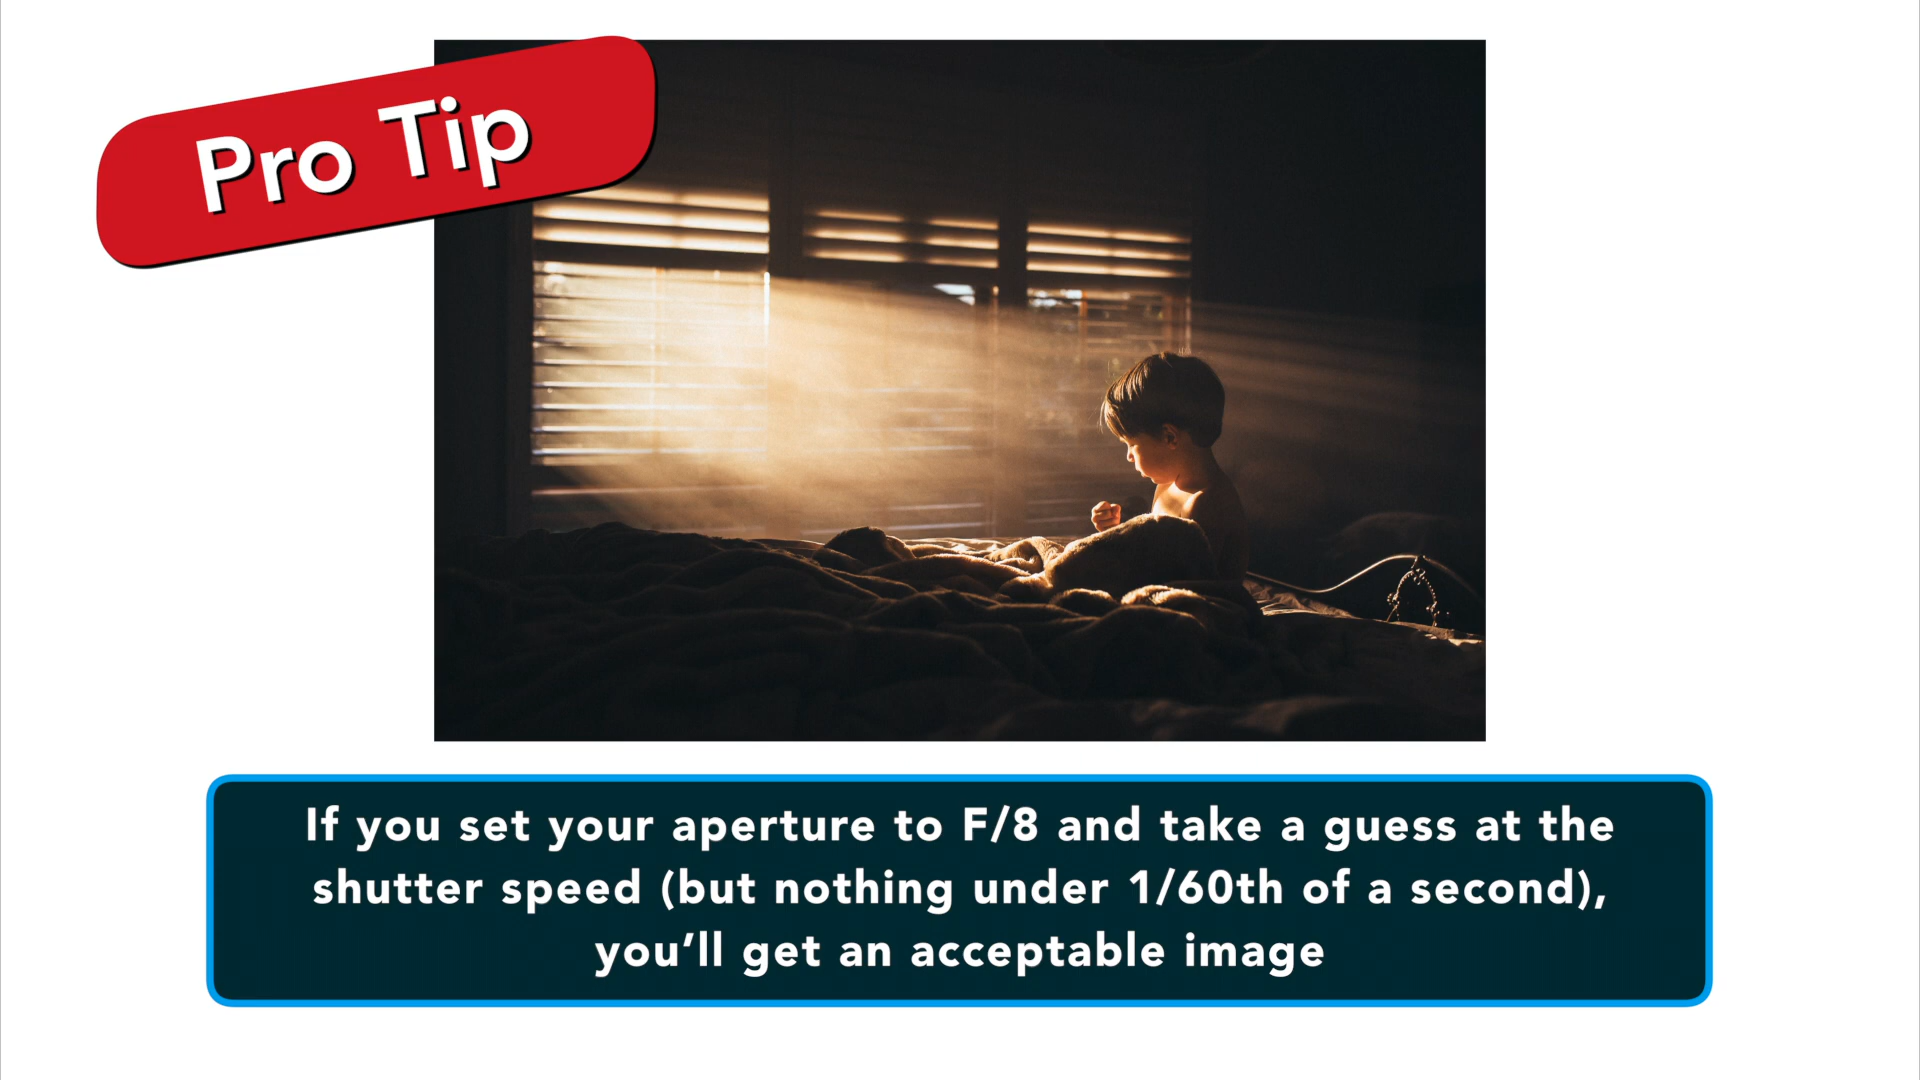 Pro Tip
If you set your aperture to F/8 and take a guess at the
shutter speed (but nothing under 1/60th of a second),
you’ll get an acceptable image